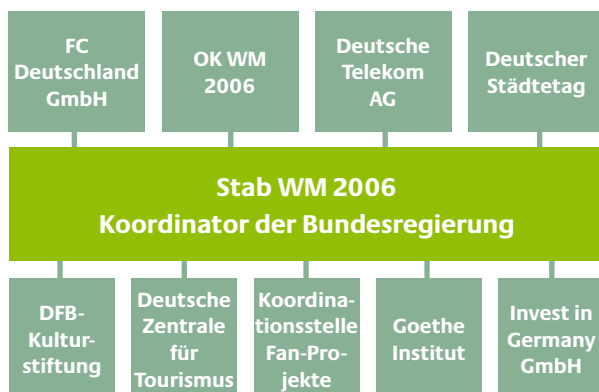 FC
Deutschland
GmbH
OK WM
2006
Deutsche
Telekom
AG
Deutscher
Städtetag
Stab WM 2006
Koordinator der Bundesregierung
DFB-
Kultur-
stiftung
Deutsche
Zentrale
für
Tourismus
Koordina-
tionsstelle
Fan-Pro-
jekte
Goethe
Institut
Invest in
Germany
GmbH